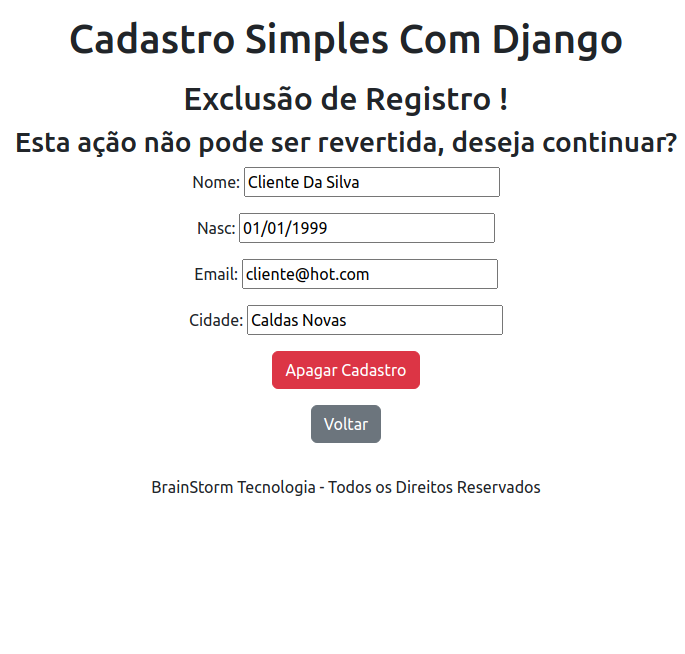 Cadastro Simples Com Django
Exclusão de Registro !
Esta ação não pode ser revertida, deseja continuar?
Nome: Cliente Da Silva
Nasc: 01/01/1999
Email: cliente@hot.com
Cidade: Caldas Novas
Apagar Cadastro
Voltar
BrainStorm Tecnologia - Todos os Direitos Reservados